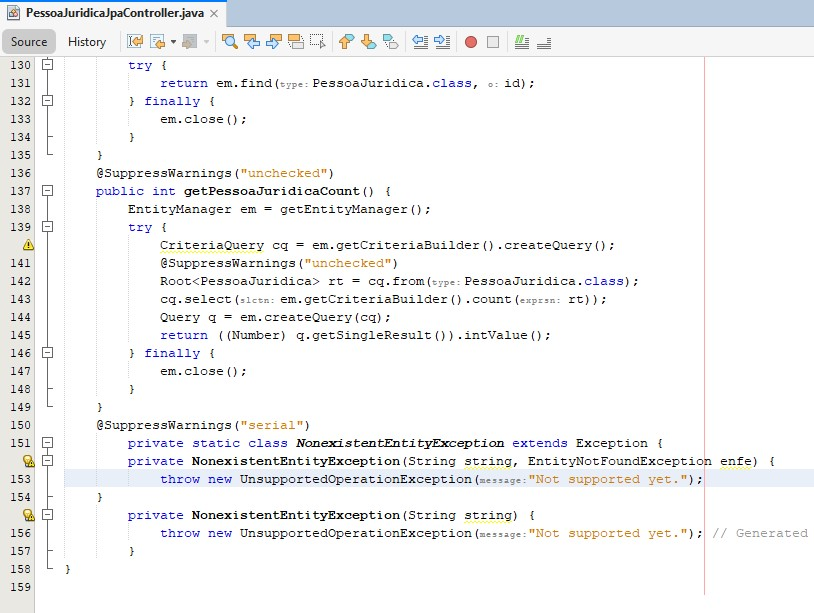 PessoaJuridicaJpaController.java
Source History
130 try {
131 return em.find(type: PessoaJuridica.class, o: id);
132 } finally {
133 em.close();
134 }
135 }
136 @SuppressWarnings("unchecked")
137 public int getPessoaJuridicaCount() {
138 EntityManager em = getEntityManager();
139 try {
CriteriaQuery cq = em.getCriteriaBuilder().createQuery();
141 @SuppressWarnings("unchecked")
142 Root<PessoaJuridica> rt = cq.from(type: PessoaJuridica.class);
143 cq.select(slctn: em.getCriteriaBuilder().count(exprsn: rt));
144 Query q = em.createQuery(cq);
145 return ((Number) q.getSingleResult()).intValue();
146 } finally {
147 em.close();
148 }
149 }
150 @SuppressWarnings("serial")
151 private static class NonexistentEntityException extends Exception {
private NonexistentEntityException(String string, EntityNotFoundException enfe) {
153 throw new UnsupportedOperationException(message: "Not supported yet.");
154 }
private NonexistentEntityException(String string) {
156 throw new UnsupportedOperationException(message: "Not supported yet."); // Generated
157 }
158 }
159